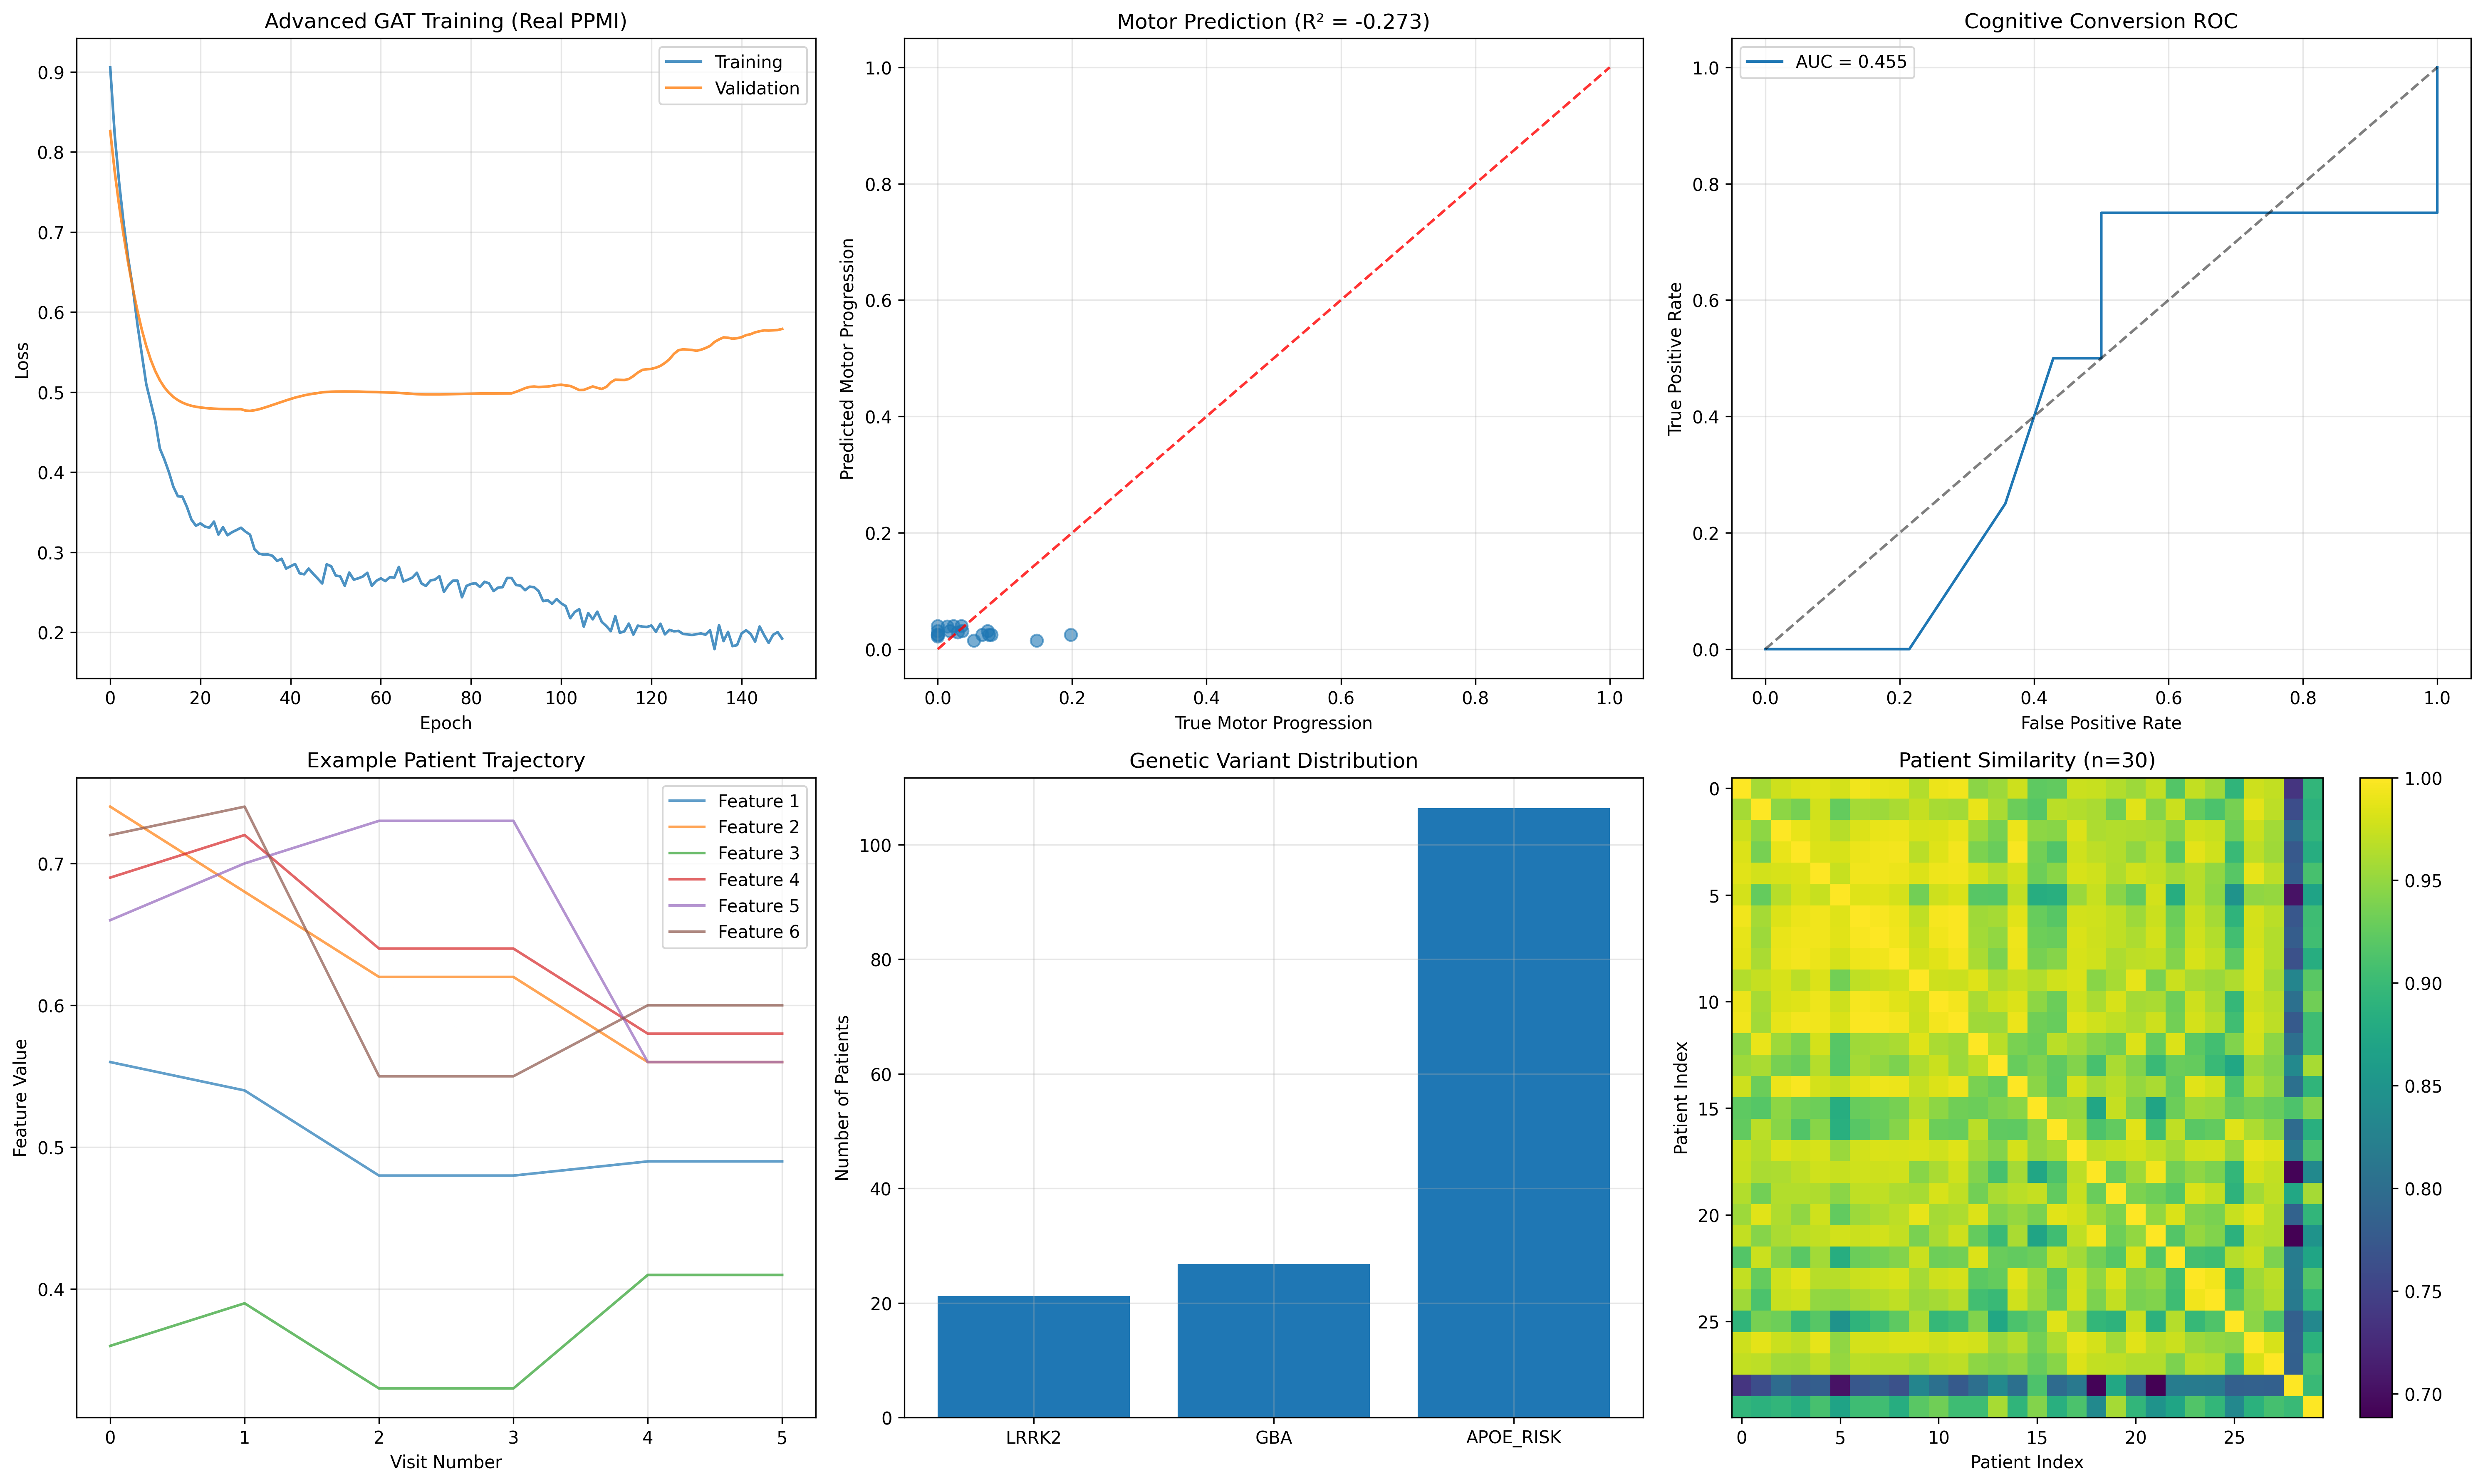 Advanced GAT Training (Real PPMI)
Training
Validation
0.9
0.8
0.7
0.6
0.5
0.4
0.3
0.2
Loss
0 20 40 60 80 100 120 140
Epoch
Motor Prediction (R² = -0.273)
1.0
0.8
0.6
0.4
0.2
0.0
Predicted Motor Progression
0.0 0.2 0.4 0.6 0.8 1.0
True Motor Progression
Cognitive Conversion ROC
AUC = 0.455
1.0
0.8
0.6
0.4
0.2
0.0
True Positive Rate
0.0 0.2 0.4 0.6 0.8 1.0
False Positive Rate
Example Patient Trajectory
Feature 1
Feature 2
Feature 3
Feature 4
Feature 5
Feature 6
0.7
0.6
0.5
0.4
Feature Value
0 1 2 3 4 5
Visit Number
Genetic Variant Distribution
100
80
60
40
20
0
Number of Patients
LRRK2 GBA APOE_RISK
Patient Similarity (n=30)
0
5
10
15
20
25
Patient Index
0 5 10 15 20 25
Patient Index
1.00
0.95
0.90
0.85
0.80
0.75
0.70